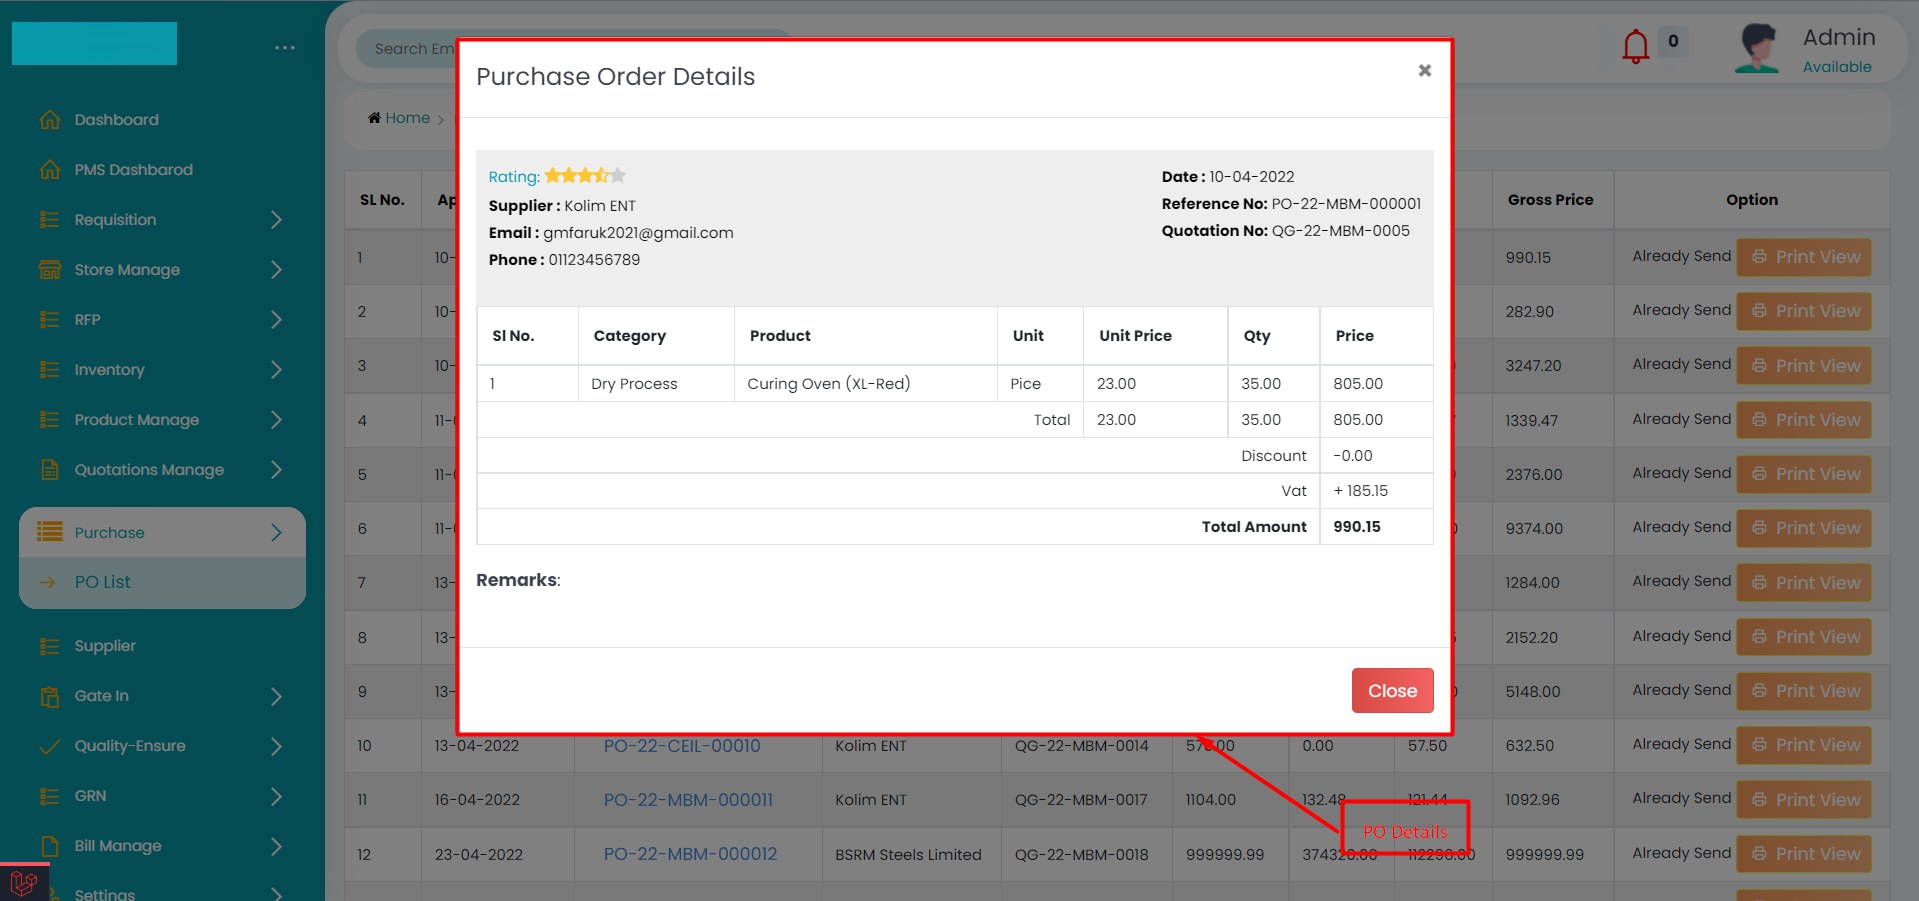 Search Em
0
Admin
Available
Dashboard
PMS Dashbarod
Requisition
Store Manage
RFP
Inventory
Product Manage
Quotations Manage
Purchase
PO List
Supplier
Gate In
Quality-Ensure
GRN
Bill Manage
Settings
Home
Purchase Order Details
×
Rating:
Supplier : Kolim ENT
Email : gmfaruk2021@gmail.com
Phone : 01123456789
Date : 10-04-2022
Reference No: PO-22-MBM-000001
Quotation No: QG-22-MBM-0005
Sl No. Category Product Unit Unit Price Qty Price
1 Dry Process Curing Oven (XL-Red) Pice 23.00 35.00 805.00
Total 23.00 35.00 805.00
Discount -0.00
Vat + 185.15
Total Amount 990.15
Remarks:
Close
SL No. Ap Gross Price Option
1 10- 990.15 Already Send Print View
2 10- 282.90 Already Send Print View
3 10- 3247.20 Already Send Print View
4 11- 1339.47 Already Send Print View
5 11- 2376.00 Already Send Print View
6 11- 9374.00 Already Send Print View
7 13- 1284.00 Already Send Print View
8 13- 2152.20 Already Send Print View
9 13- 5148.00 Already Send Print View
10 13-04-2022 PO-22-CEIL-00010 Kolim ENT QG-22-MBM-0014 575.00 0.00 57.50 632.50 Already Send Print View
11 16-04-2022 PO-22-MBM-000011 Kolim ENT QG-22-MBM-0017 1104.00 132.48 121.44 1092.96 Already Send Print View
12 23-04-2022 PO-22-MBM-000012 BSRM Steels Limited QG-22-MBM-0018 999999.99 374320.00 112296.00 999999.99 Already Send Print View
PO Details